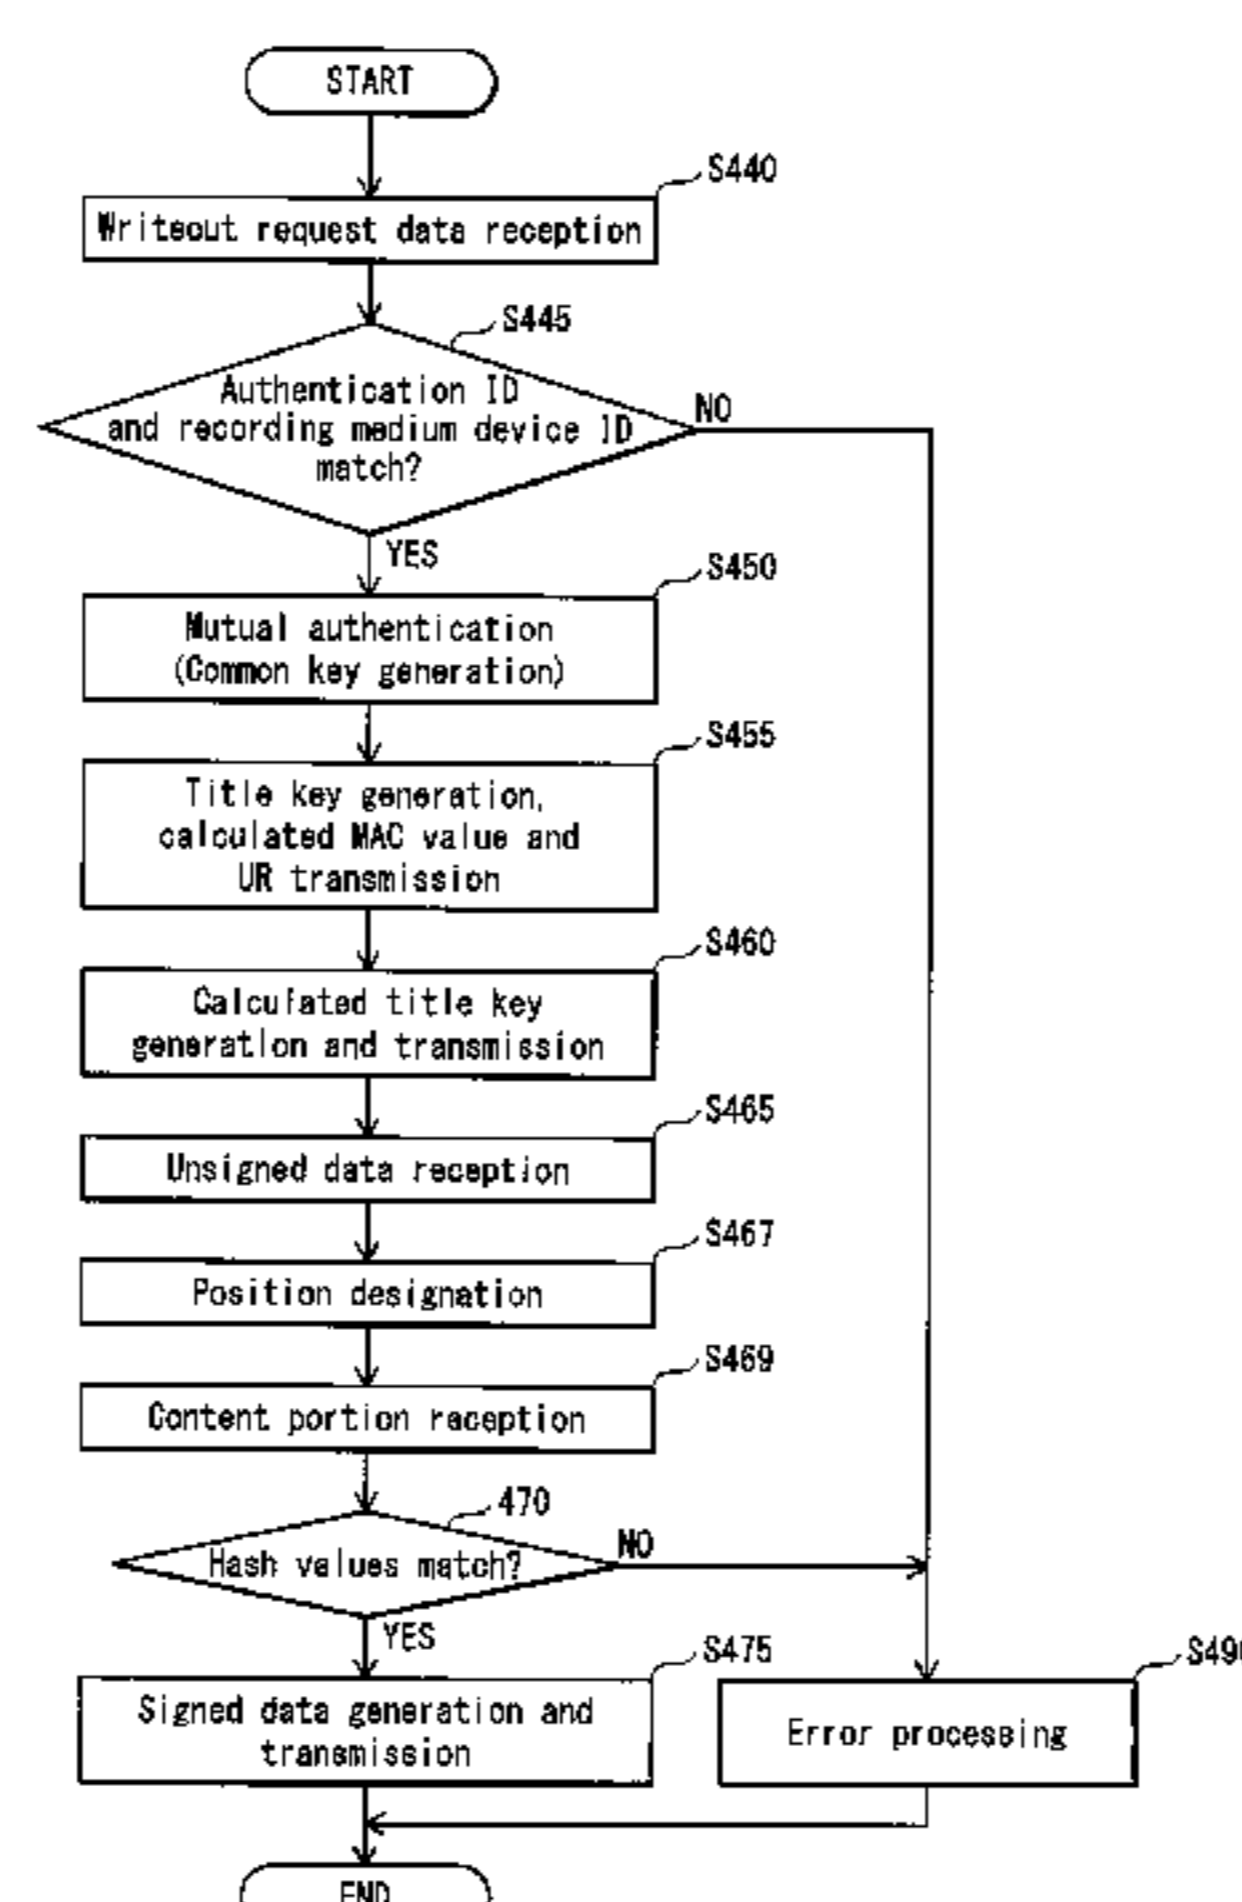 START
S440
Writeout request data reception
S445
Authentication ID
and recording medium device ID
match?
NO
YES
S450
Mutual authentication
(Common key generation)
S455
Title key generation,
calculated MAC value and
UR transmission
S460
Calculated title key
generation and transmission
S465
Unsigned data reception
S467
Position designation
S469
Content portion reception
470
Hash values match?
NO
YES
S475
Signed data generation and
transmission
S490
Error processing
END